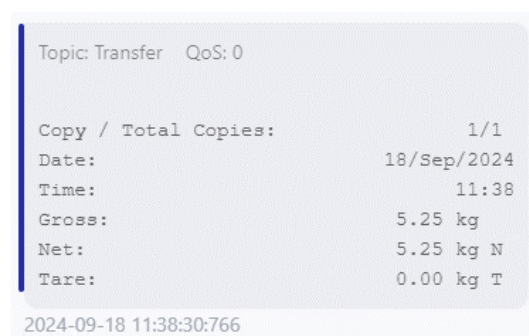 Topic: Transfer QoS: 0
Copy / Total Copies: 1/1
Date: 18/Sep/2024
Time: 11:38
Gross: 5.25 kg
Net: 5.25 kg N
Tare: 0.00 kg T
2024-09-18 11:38:30:766